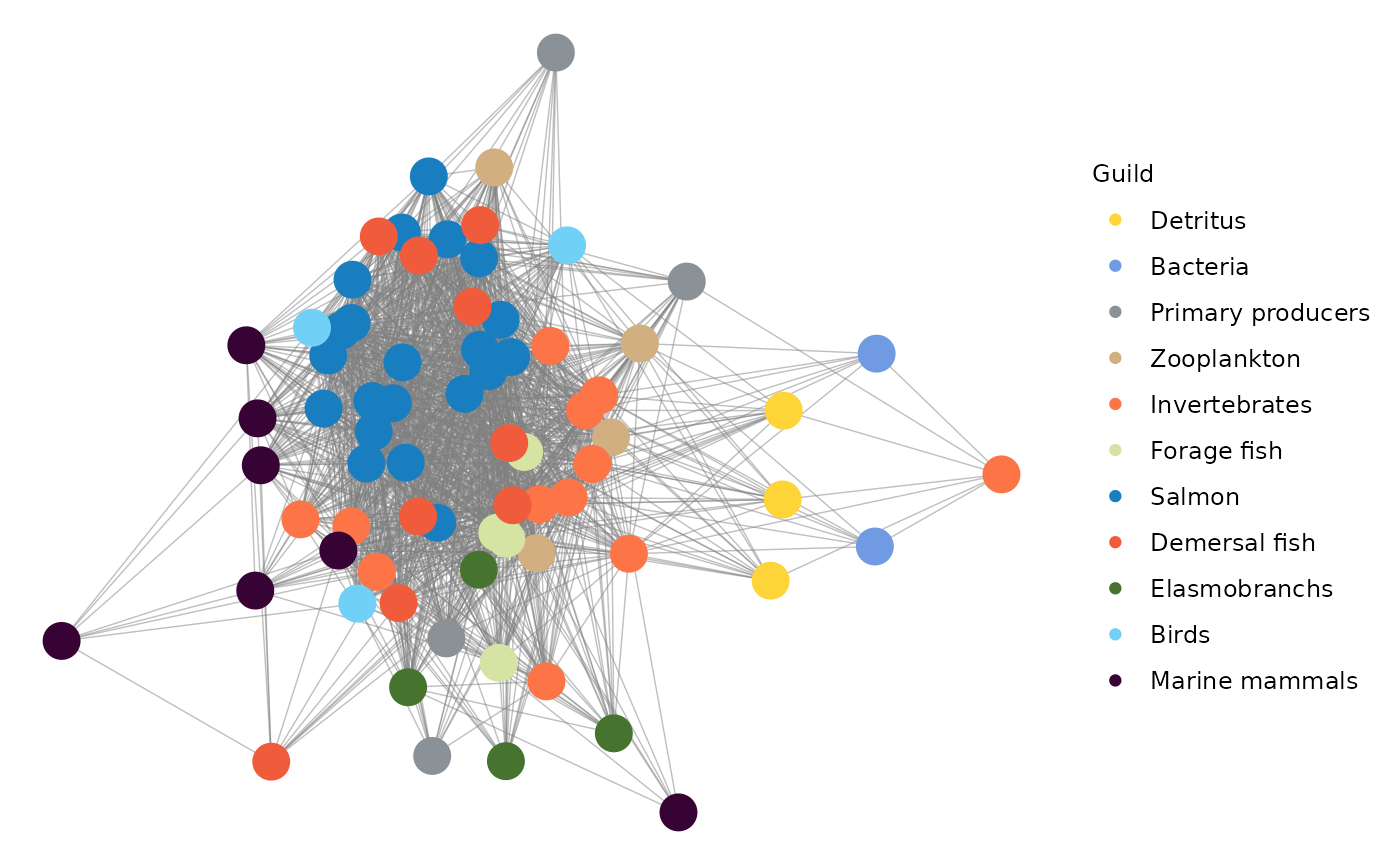 Guild
Detritus
Bacteria
Primary producers
Zooplankton
Invertebrates
Forage fish
Salmon
Demersal fish
Elasmobranchs
Birds
Marine mammals